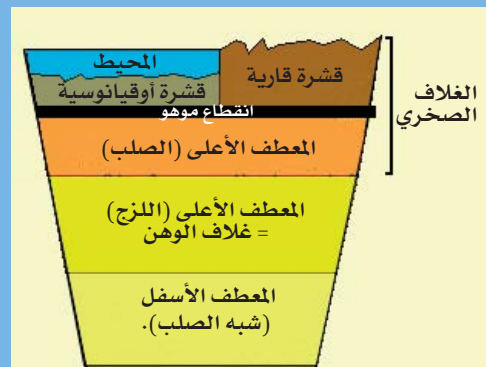 المحيط
قشرة قارية
قشرة أوقيانوسية
انقطاع موهو
المعطف الأعلى (الصلب)
الغلاف
الصخري
المعطف الأعلى (اللزج)
= غلاف الوهن
المعطف الأسفل
(شبه الصلب).